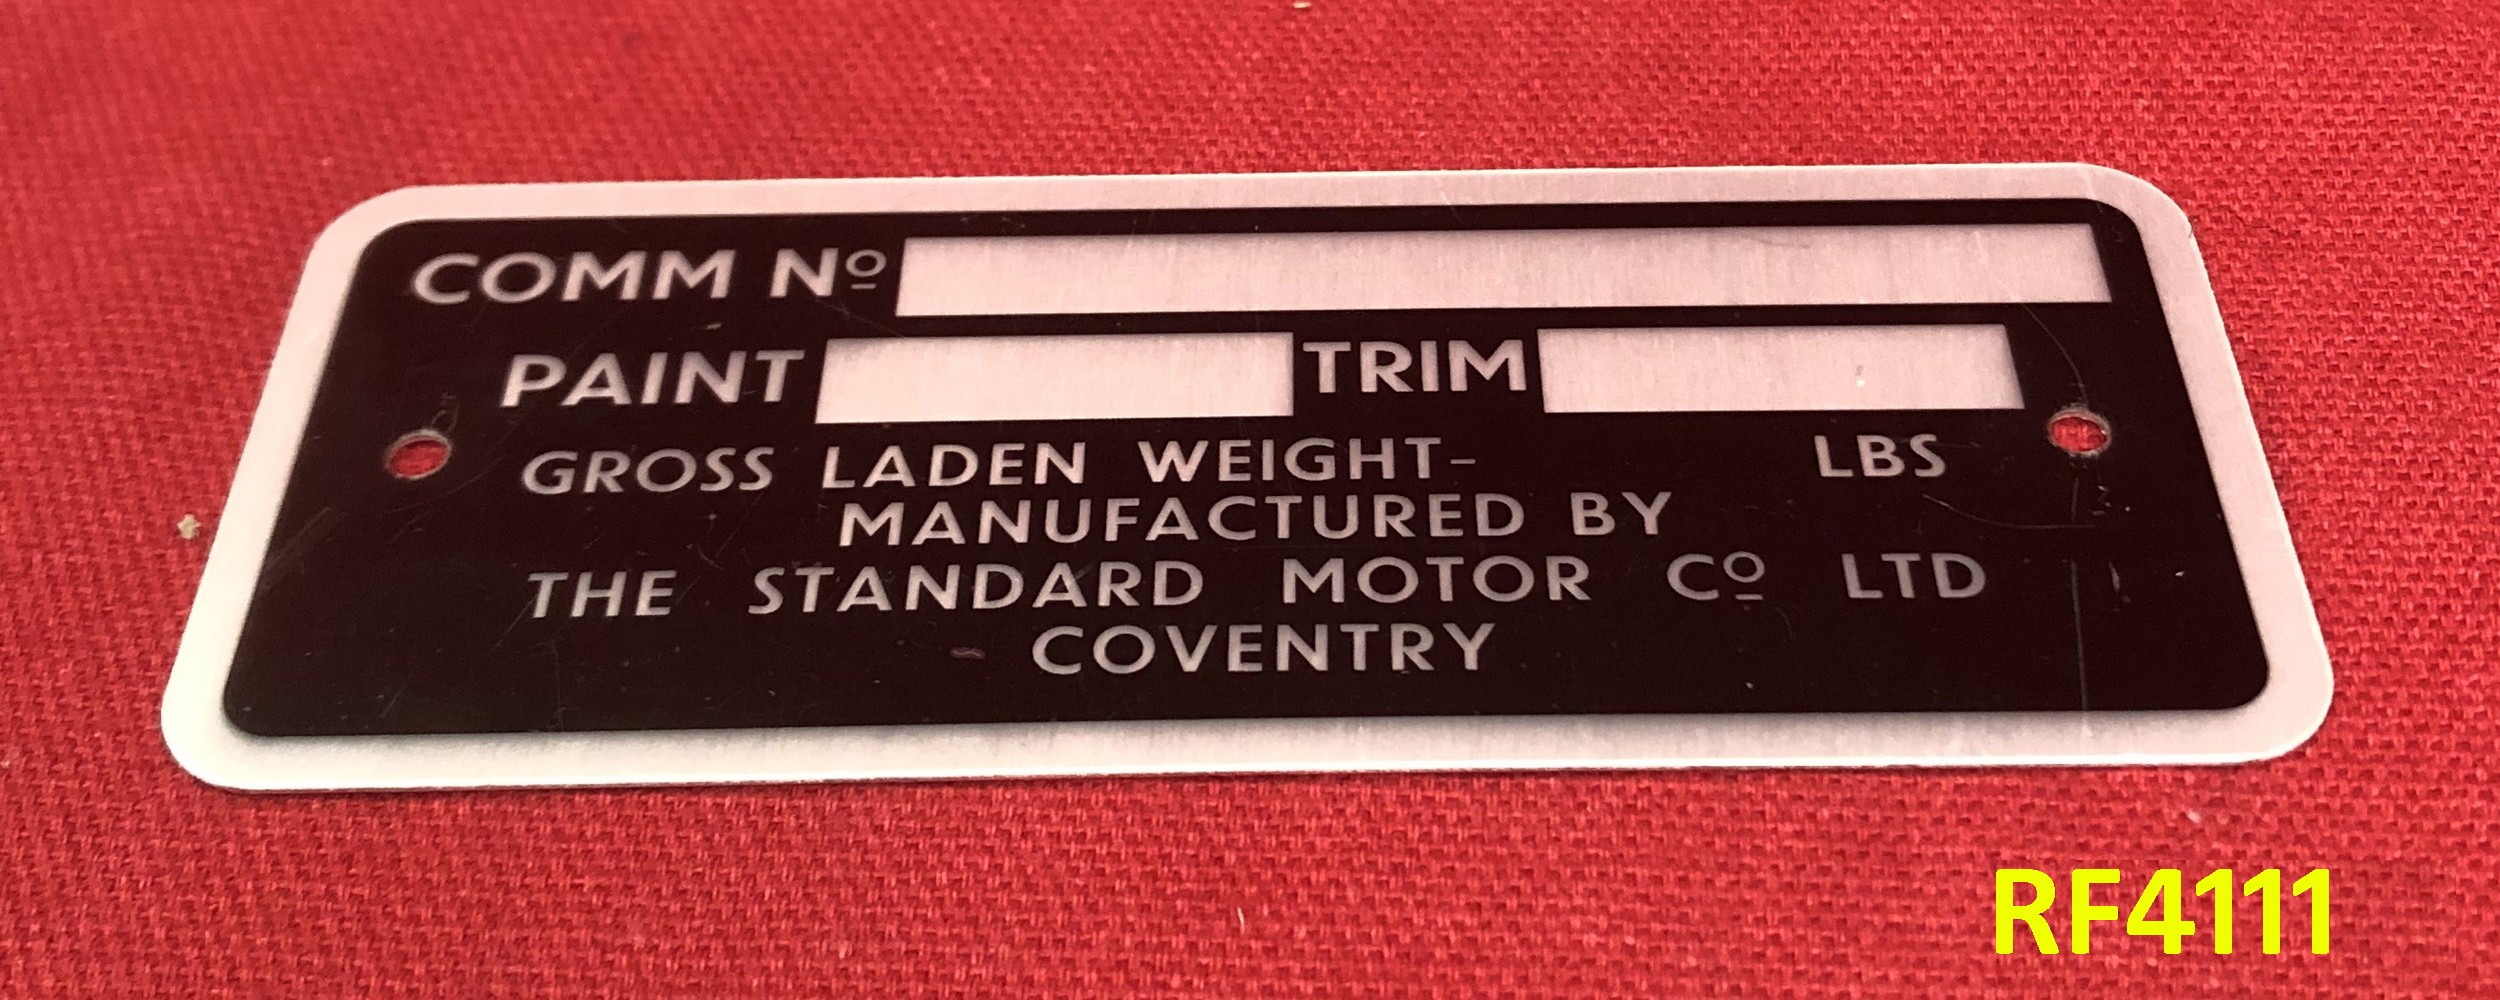 COMM Nº
PAINT TRIM
GROSS LADEN WEIGHT- LBS
MANUFACTURED BY
THE STANDARD MOTOR Cº LTD
COVENTRY
RF4111